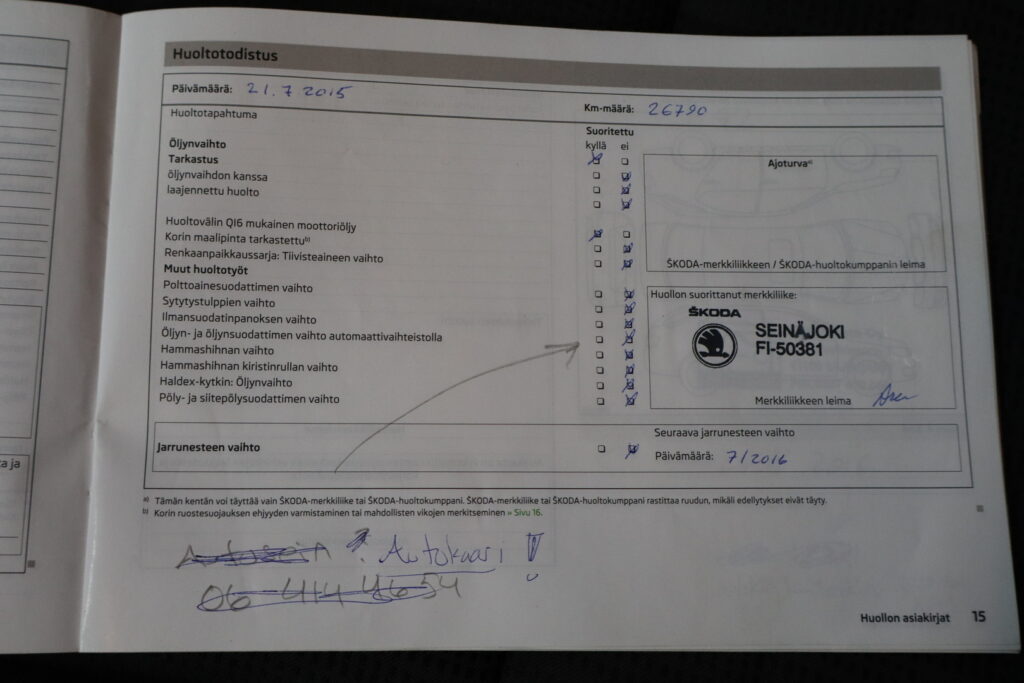 Huoltotodistus
Päivämäärä: 21.7 2015
Km-määrä: 26790
Huoltotapahtuma
Suoritettu
kyllä ei
Öljynvaihto
Tarkastus
öljynvaihdon kanssa
laajennettu huolto
Huoltovälin QI6 mukainen moottoriöljy
Korin maalipinta tarkastettu b)
Renkaanpaikkaussarja: Tiivisteaineen vaihto
Muut huoltotyöt
Polttoainesuodattimen vaihto
Sytytystulppien vaihto
Ilmansuodatinpanoksen vaihto
Öljyn- ja öljynsuodattimen vaihto automaattivaihteistolla
Hammashihnan vaihto
Hammashihnan kiristinrullan vaihto
Haldex-kytkin: Öljynvaihto
Pöly- ja siitepölysuodattimen vaihto
Ajoturva a)
ŠKODA-merkkiliikkeen / ŠKODA-huoltokumppanin leima
Huollon suorittanut merkkiliike:
ŠKODA
SEINÄJOKI
FI-50381
Merkkiliikkeen leima
Jarrunesteen vaihto
Seuraava jarrunesteen vaihto
Päivämäärä: 7/2016
a) Tämän kentän voi täyttää vain ŠKODA-merkkiliike tai ŠKODA-huoltokumppani. ŠKODA-merkkiliike tai ŠKODA-huoltokumppani rastittaa ruudun, mikäli edellytykset eivät täyty.
b) Korin ruostesuojauksen ehjyyden varmistaminen tai mahdollisten vikojen merkitseminen » Sivu 16.
? Autokaari !
06 414 4654
Huollon asiakirjat 15
ta ja